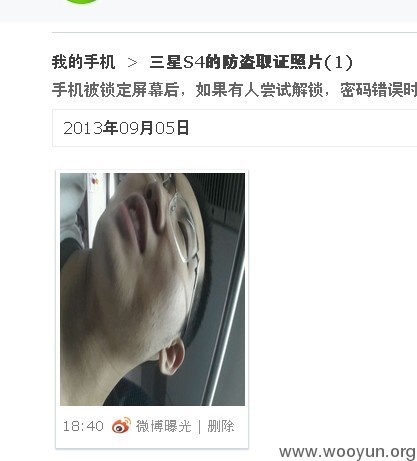 我的手机 > 三星S4的防盗取证照片(1)
手机被锁定屏幕后，如果有人尝试解锁，密码错误时
2013年09月05日
18:40 微博曝光 | 删除
www.wooyun.org